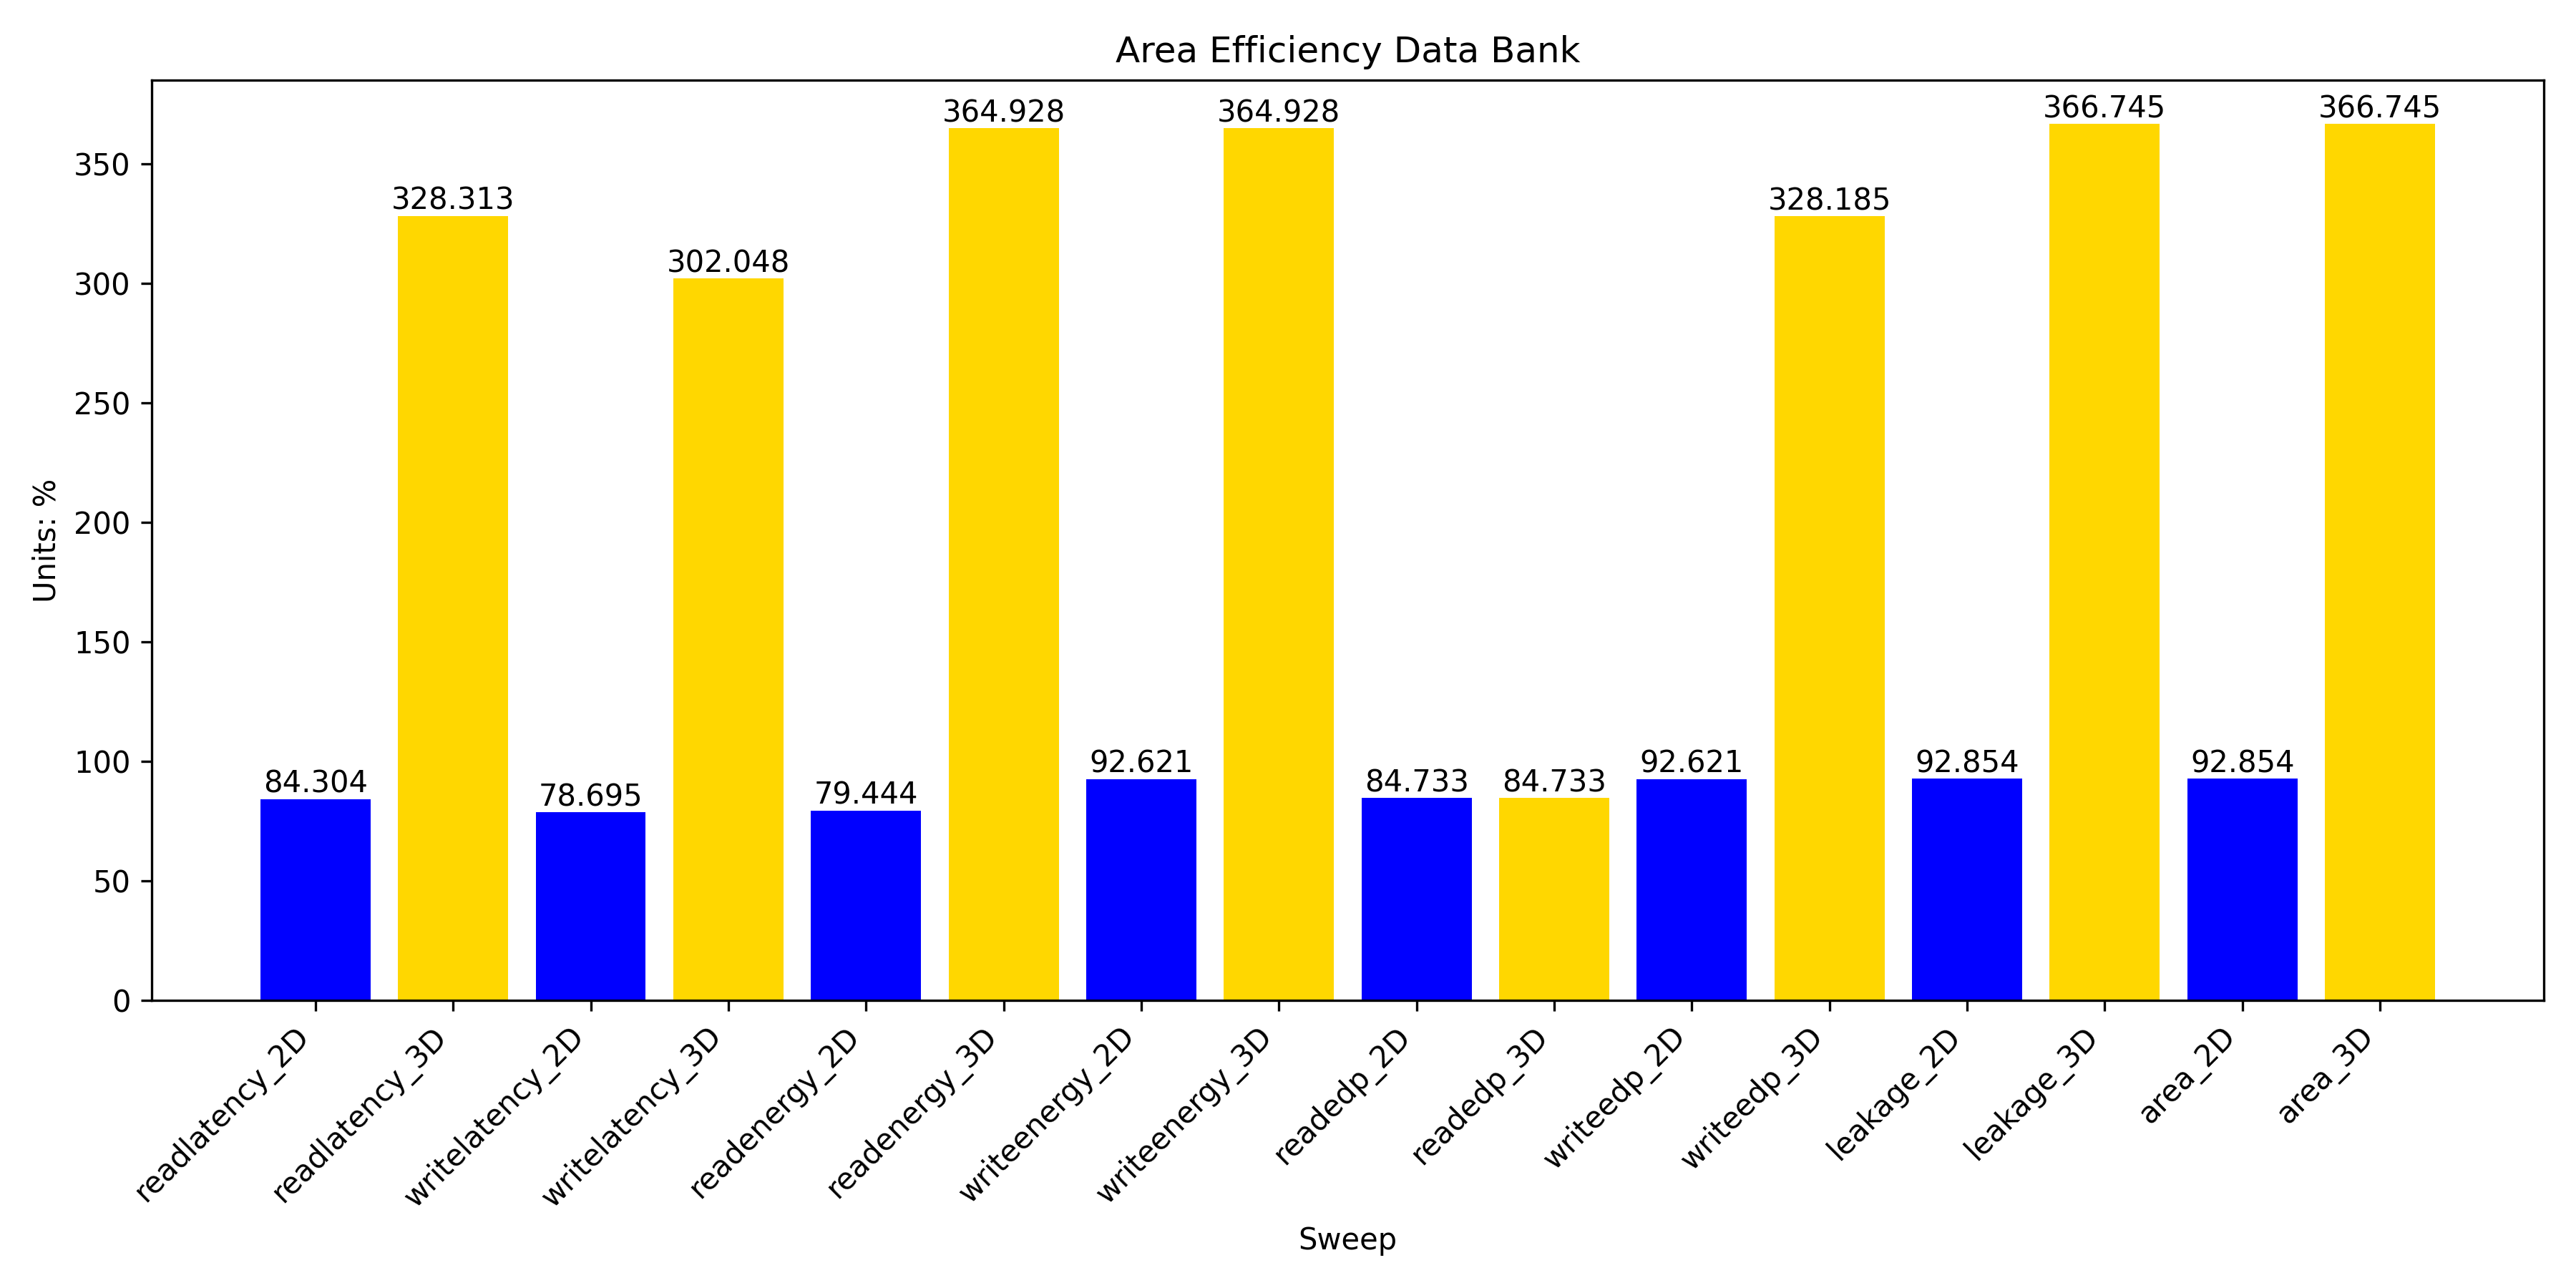 Area Efficiency Data Bank
Units: %
350
300
250
200
150
100
50
0
84.304
328.313
78.695
302.048
79.444
364.928
92.621
364.928
84.733
84.733
92.621
328.185
92.854
366.745
92.854
366.745
readlatency_2D
readlatency_3D
writelatency_2D
writelatency_3D
readenergy_2D
readenergy_3D
writeenergy_2D
writeenergy_3D
readedp_2D
readedp_3D
writeedp_2D
writeedp_3D
leakage_2D
leakage_3D
area_2D
area_3D
Sweep